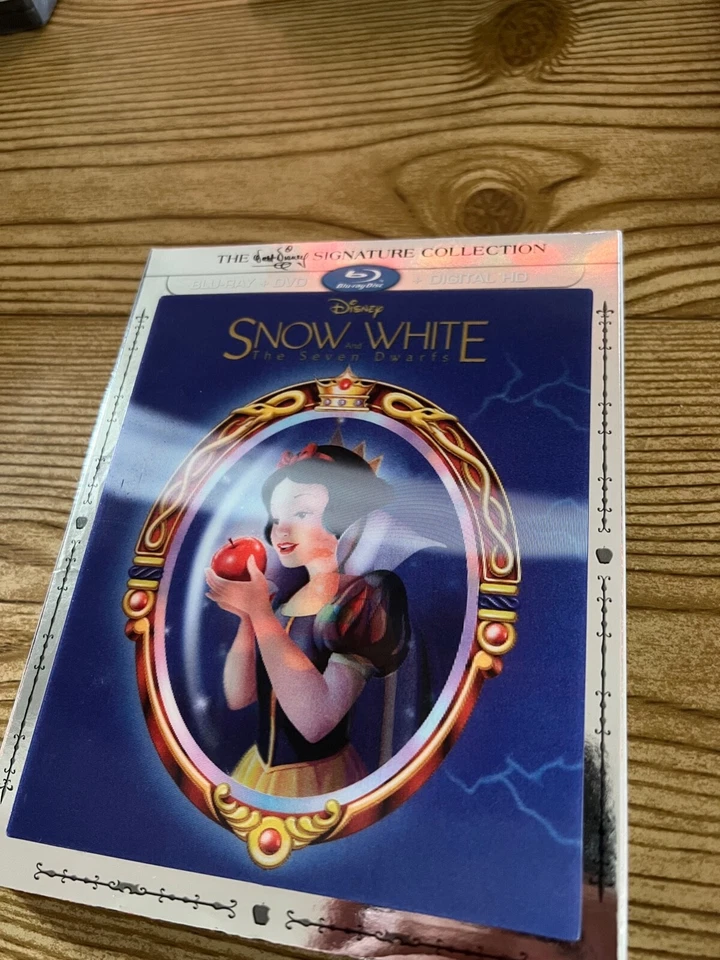 THE Walt Disney SIGNATURE COLLECTION
BLU-RAY + DVD Blu-ray Disc + DIGITAL HD
Disney
SNOW WHITE
And
The Seven Dwarfs